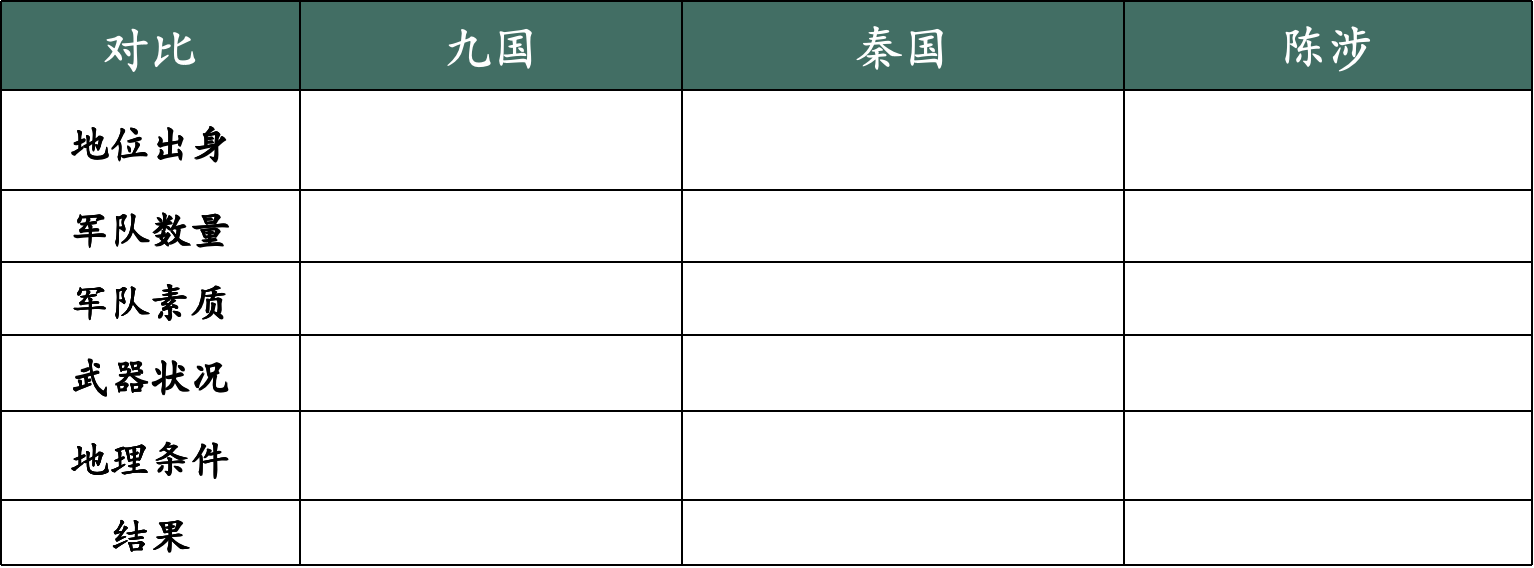 对比 九国 秦国 陈涉
地位出身
军队数量
军队素质
武器状况
地理条件
结果